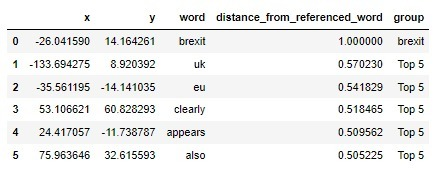 x y word distance_from_referenced_word group
0 -26.041590 14.164261 brexit 1.000000 brexit
1 -133.694275 8.920392 uk 0.570230 Top 5
2 -35.561195 -14.141035 eu 0.541829 Top 5
3 53.106621 60.828293 clearly 0.518465 Top 5
4 24.417057 -11.738787 appears 0.509562 Top 5
5 75.963646 32.615593 also 0.505225 Top 5